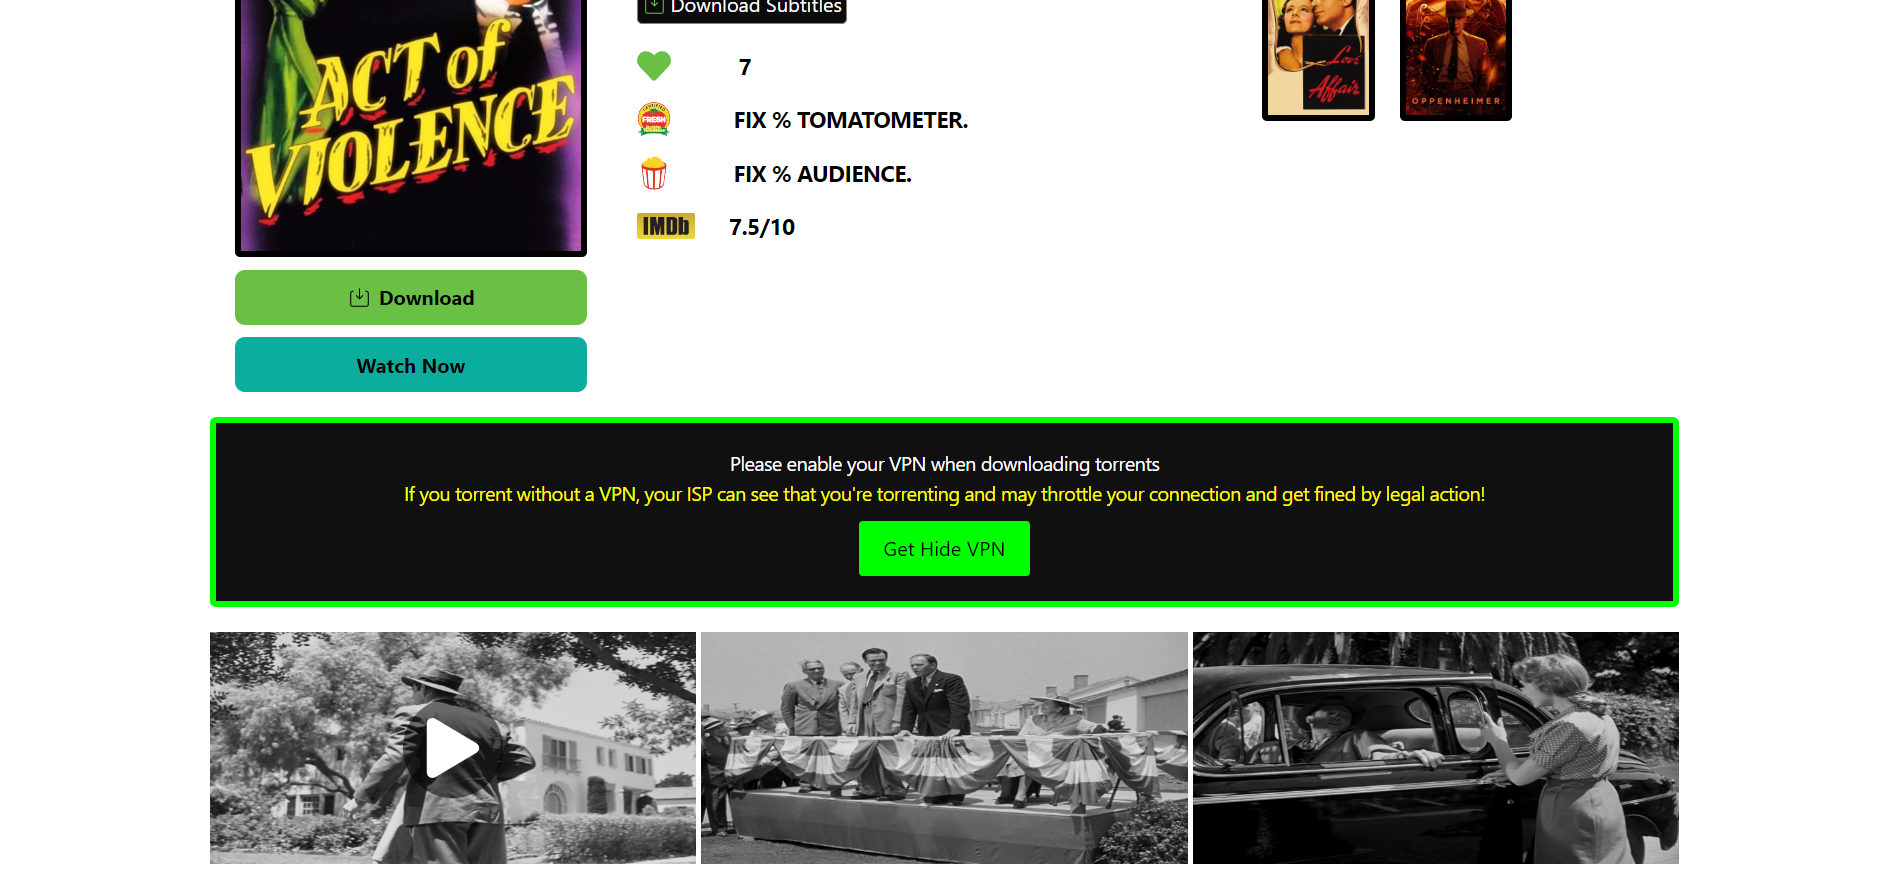 ACT of
VIOLENCE
Download Subtitles
7
CERTIFIED
FRESH
FIX % TOMATOMETER.
FIX % AUDIENCE.
IMDb
7.5/10
Love
Affair
OPPENHEIMER
Download
Watch Now
Please enable your VPN when downloading torrents
If you torrent without a VPN, your ISP can see that you're torrenting and may throttle your connection and get fined by legal action!
Get Hide VPN